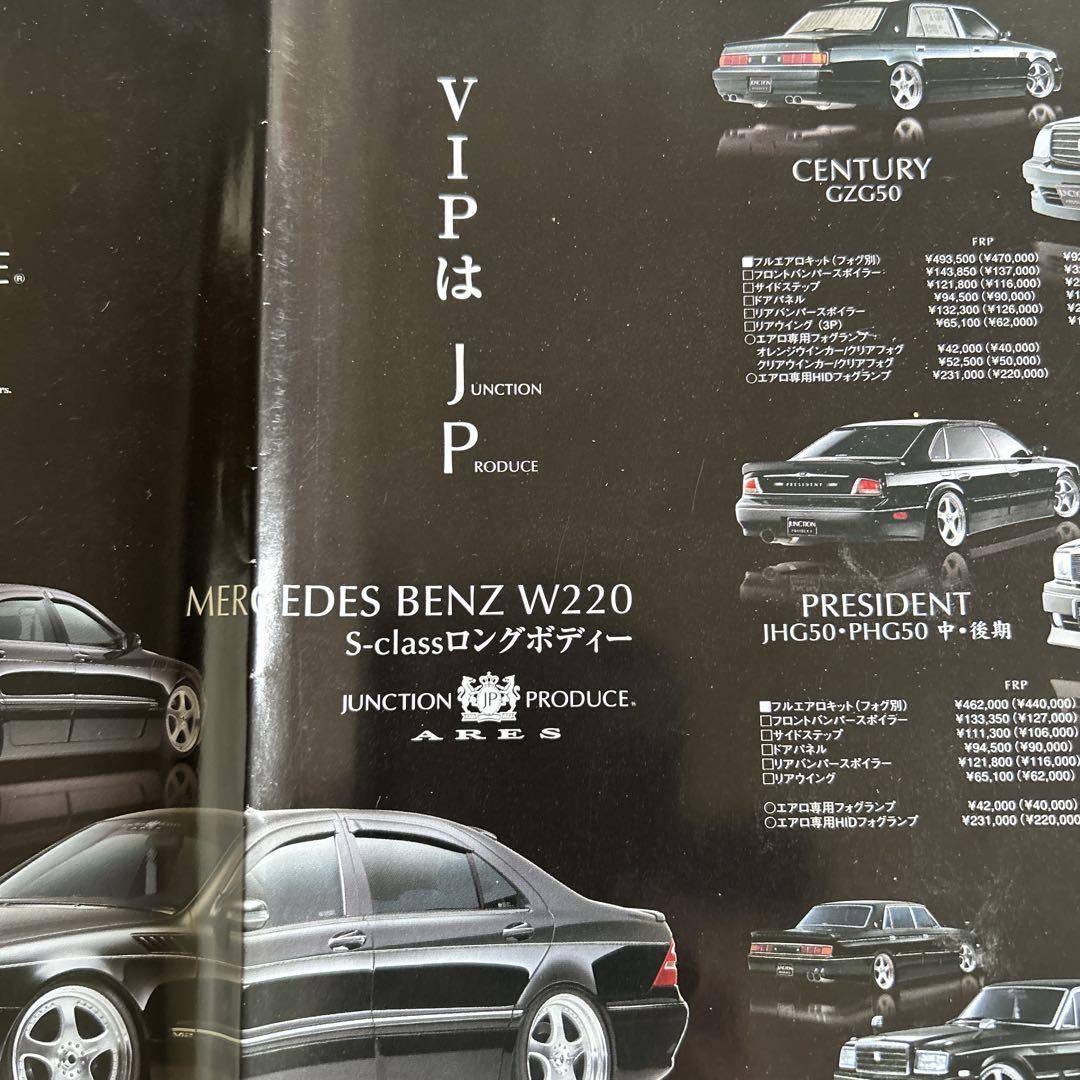 VIPは
JUNCTION
PRODUCE
MERCEDES BENZ W220
S-classロングボディー
JUNCTION JP PRODUCE
ARES
E®
rs.
JUNCTION
CENTURY
GZG50
FRP
■フルエアロキット(フォグ別) ¥493,500 (¥470,000)
□フロントバンパースポイラー ¥143,850 (¥137,000)
□サイドステップ ¥121,800 (¥116,000)
□ドアパネル ¥94,500 (¥90,000)
□リアバンパースポイラー ¥132,300 (¥126,000)
□リアウイング(3P) ¥65,100 (¥62,000)
○エアロ専用フォグランプ
オレンジウインカー/クリアフォグ ¥42,000 (¥40,000)
クリアウインカー/クリアフォグ ¥52,500 (¥50,000)
○エアロ専用HIDフォグランプ ¥231,000 (¥220,000)
PRESIDENT
JUNCTION
PRODUCE
PRESIDENT
JHG50・PHG50 中・後期
FRP
■フルエアロキット(フォグ別) ¥462,000 (¥440,000)
□フロントバンパースポイラー ¥133,350 (¥127,000)
□サイドステップ ¥111,300 (¥106,000)
□ドアパネル ¥94,500 (¥90,000)
□リアバンパースポイラー ¥121,800 (¥116,000)
□リアウイング ¥65,100 (¥62,000)
○エアロ専用フォグランプ ¥42,000 (¥40,000)
○エアロ専用HIDフォグランプ ¥231,000 (¥220,000
JUNCTION